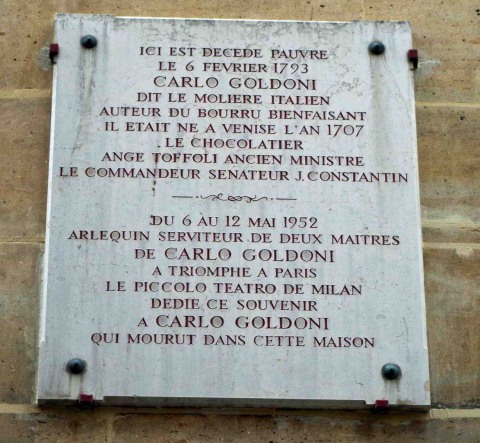 ICI EST DECEDE PAUVRE
LE 6 FEVRIER 1793
CARLO GOLDONI
DIT LE MOLIERE ITALIEN
AUTEUR DU BOURRU BIENFAISANT
IL ETAIT NE A VENISE L'AN 1707
LE CHOCOLATIER
ANGE TOFFOLI ANCIEN MINISTRE
LE COMMANDEUR SENATEUR J. CONSTANTIN
DU 6 AU 12 MAI 1952
ARLEQUIN SERVITEUR DE DEUX MAITRES
DE CARLO GOLDONI
A TRIOMPHE A PARIS
LE PICCOLO TEATRO DE MILAN
DEDIE CE SOUVENIR
A CARLO GOLDONI
QUI MOURUT DANS CETTE MAISON